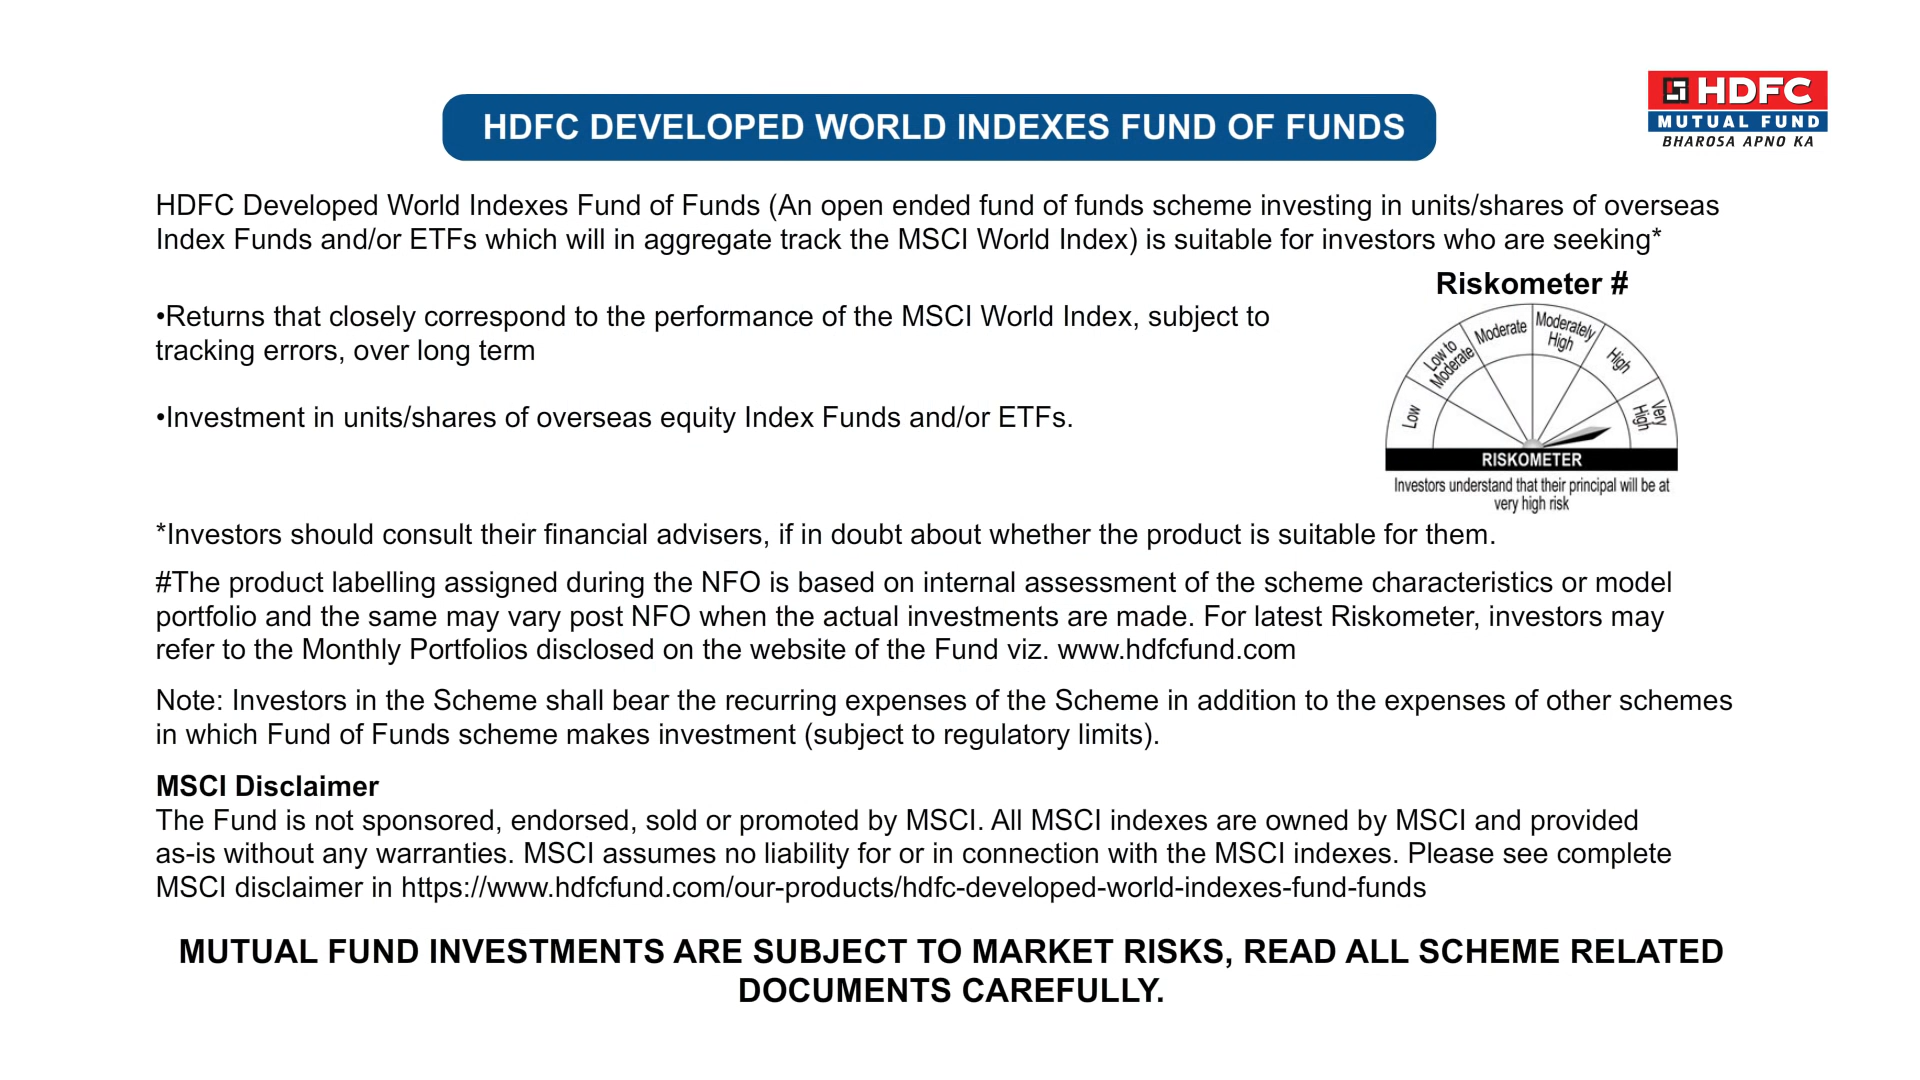 HDFC
MUTUAL FUND
BHAROSA APNO KA
HDFC DEVELOPED WORLD INDEXES FUND OF FUNDS
HDFC Developed World Indexes Fund of Funds (An open ended fund of funds scheme investing in units/shares of overseas
Index Funds and/or ETFs which will in aggregate track the MSCI World Index) is suitable for investors who are seeking*
•Returns that closely correspond to the performance of the MSCI World Index, subject to
tracking errors, over long term
•Investment in units/shares of overseas equity Index Funds and/or ETFs.
Riskometer #
Low
Low to
Moderate
Moderate
Moderately
High
High
Very
High
RISKOMETER
Investors understand that their principal will be at
very high risk
*Investors should consult their financial advisers, if in doubt about whether the product is suitable for them.
#The product labelling assigned during the NFO is based on internal assessment of the scheme characteristics or model
portfolio and the same may vary post NFO when the actual investments are made. For latest Riskometer, investors may
refer to the Monthly Portfolios disclosed on the website of the Fund viz. www.hdfcfund.com
Note: Investors in the Scheme shall bear the recurring expenses of the Scheme in addition to the expenses of other schemes
in which Fund of Funds scheme makes investment (subject to regulatory limits).
MSCI Disclaimer
The Fund is not sponsored, endorsed, sold or promoted by MSCI. All MSCI indexes are owned by MSCI and provided
as-is without any warranties. MSCI assumes no liability for or in connection with the MSCI indexes. Please see complete
MSCI disclaimer in https://www.hdfcfund.com/our-products/hdfc-developed-world-indexes-fund-funds
MUTUAL FUND INVESTMENTS ARE SUBJECT TO MARKET RISKS, READ ALL SCHEME RELATED
DOCUMENTS CAREFULLY.